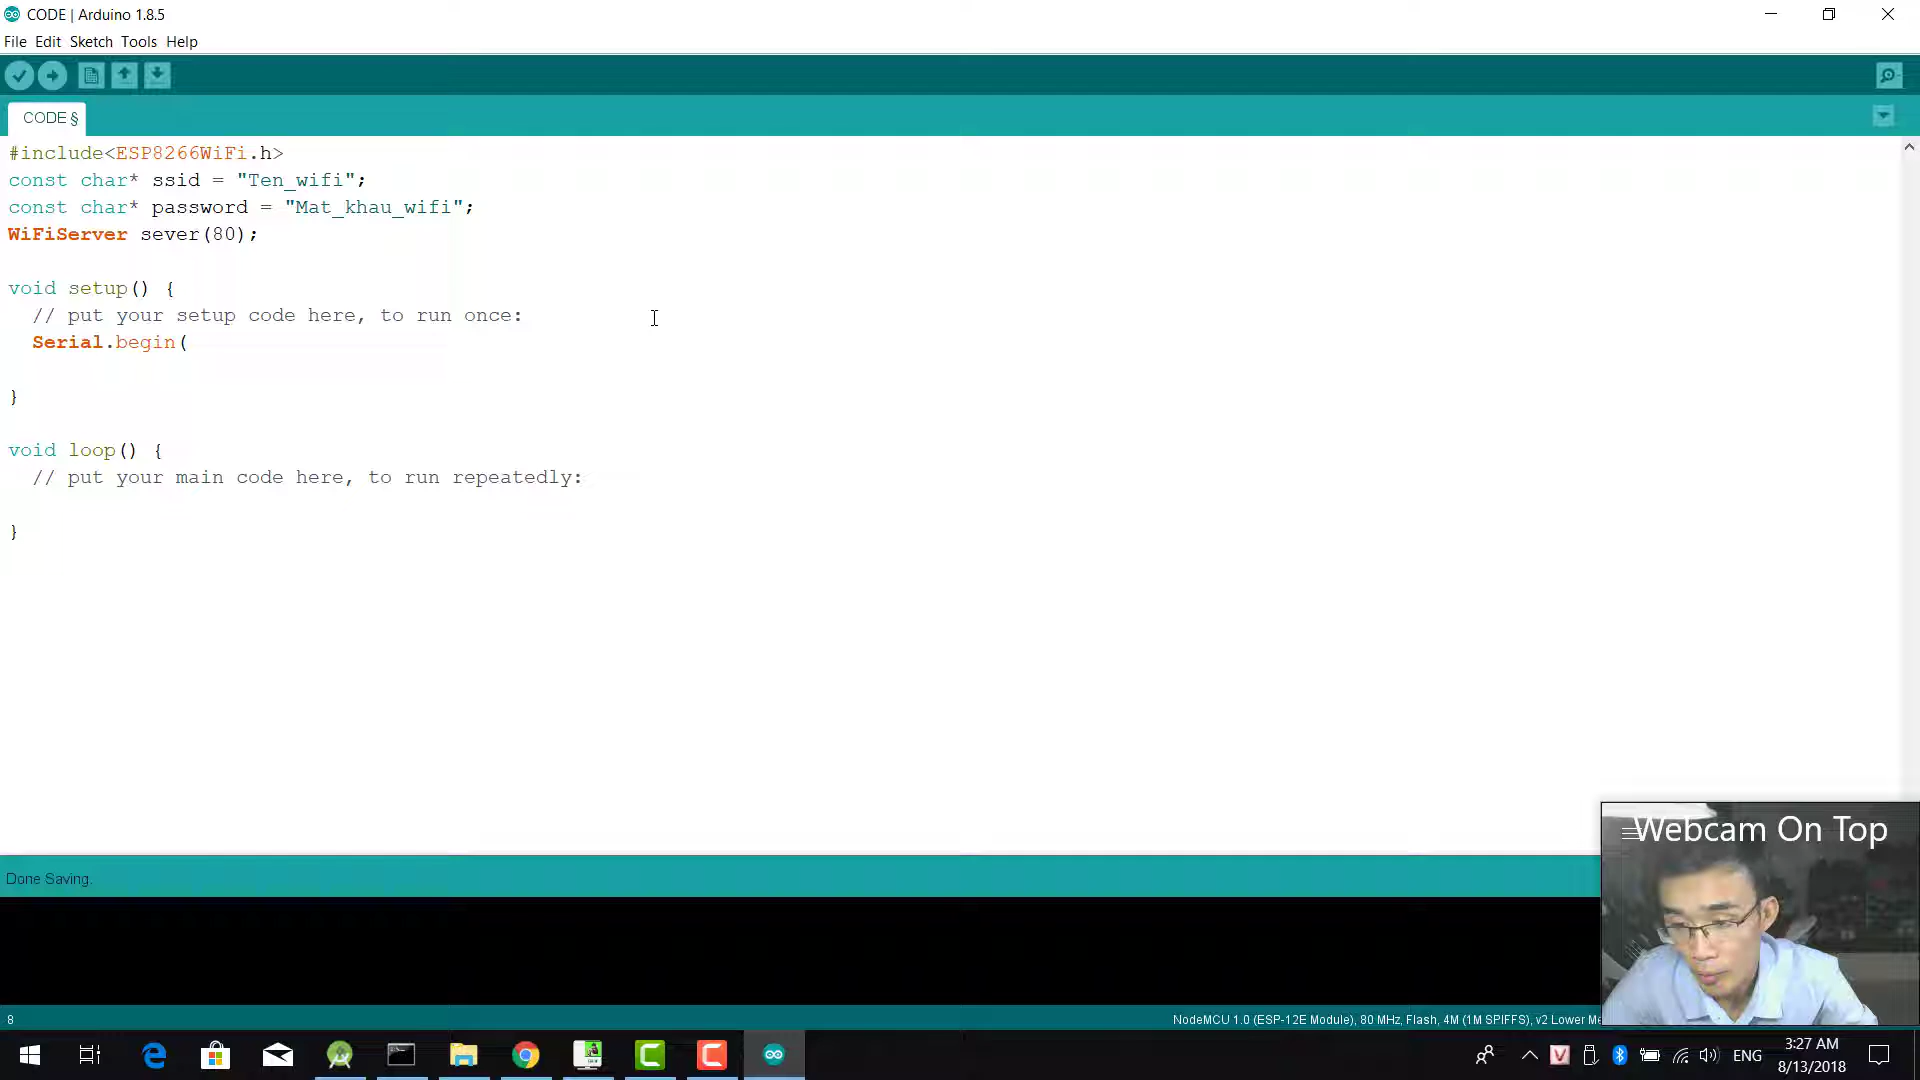 CODE | Arduino 1.8.5
File Edit Sketch Tools Help
CODE §
#include<ESP8266WiFi.h>
const char* ssid = "Ten_wifi";
const char* password = "Mat_khau_wifi";
WiFiServer sever(80);
void setup() {
// put your setup code here, to run once:
Serial.begin(
}
void loop() {
// put your main code here, to run repeatedly:
}
Webcam On Top
Done Saving.
8
NodeMCU 1.0 (ESP-12E Module), 80 MHz, Flash, 4M (1M SPIFFS), v2 Lower
ENG
3:27 AM
8/13/2018